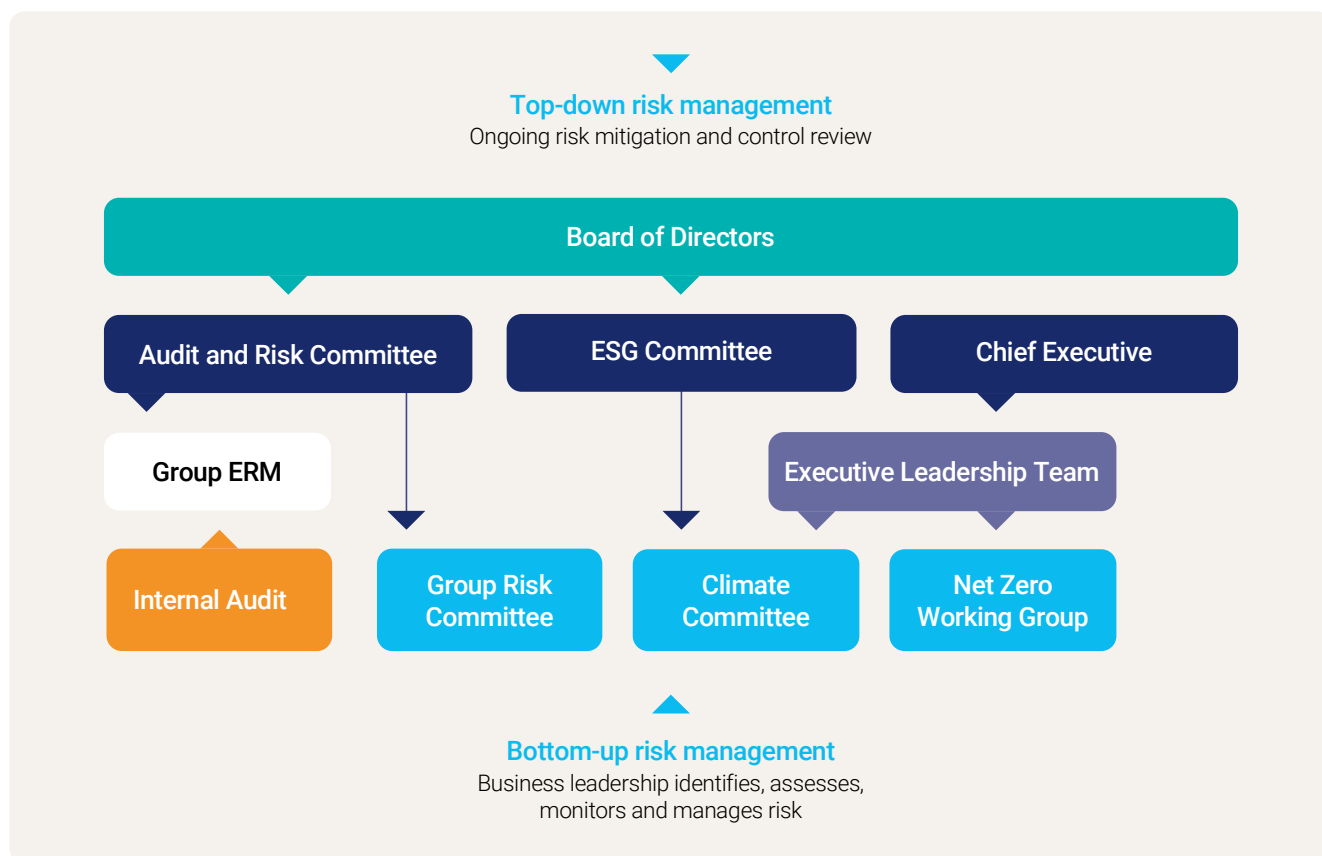 Top-down risk management
Ongoing risk mitigation and control review
Board of Directors
Audit and Risk Committee
ESG Committee
Chief Executive
Group ERM
Executive Leadership Team
Internal Audit
Group Risk
Committee
Climate
Committee
Net Zero
Working Group
Bottom-up risk management
Business leadership identifies, assesses,
monitors and manages risk